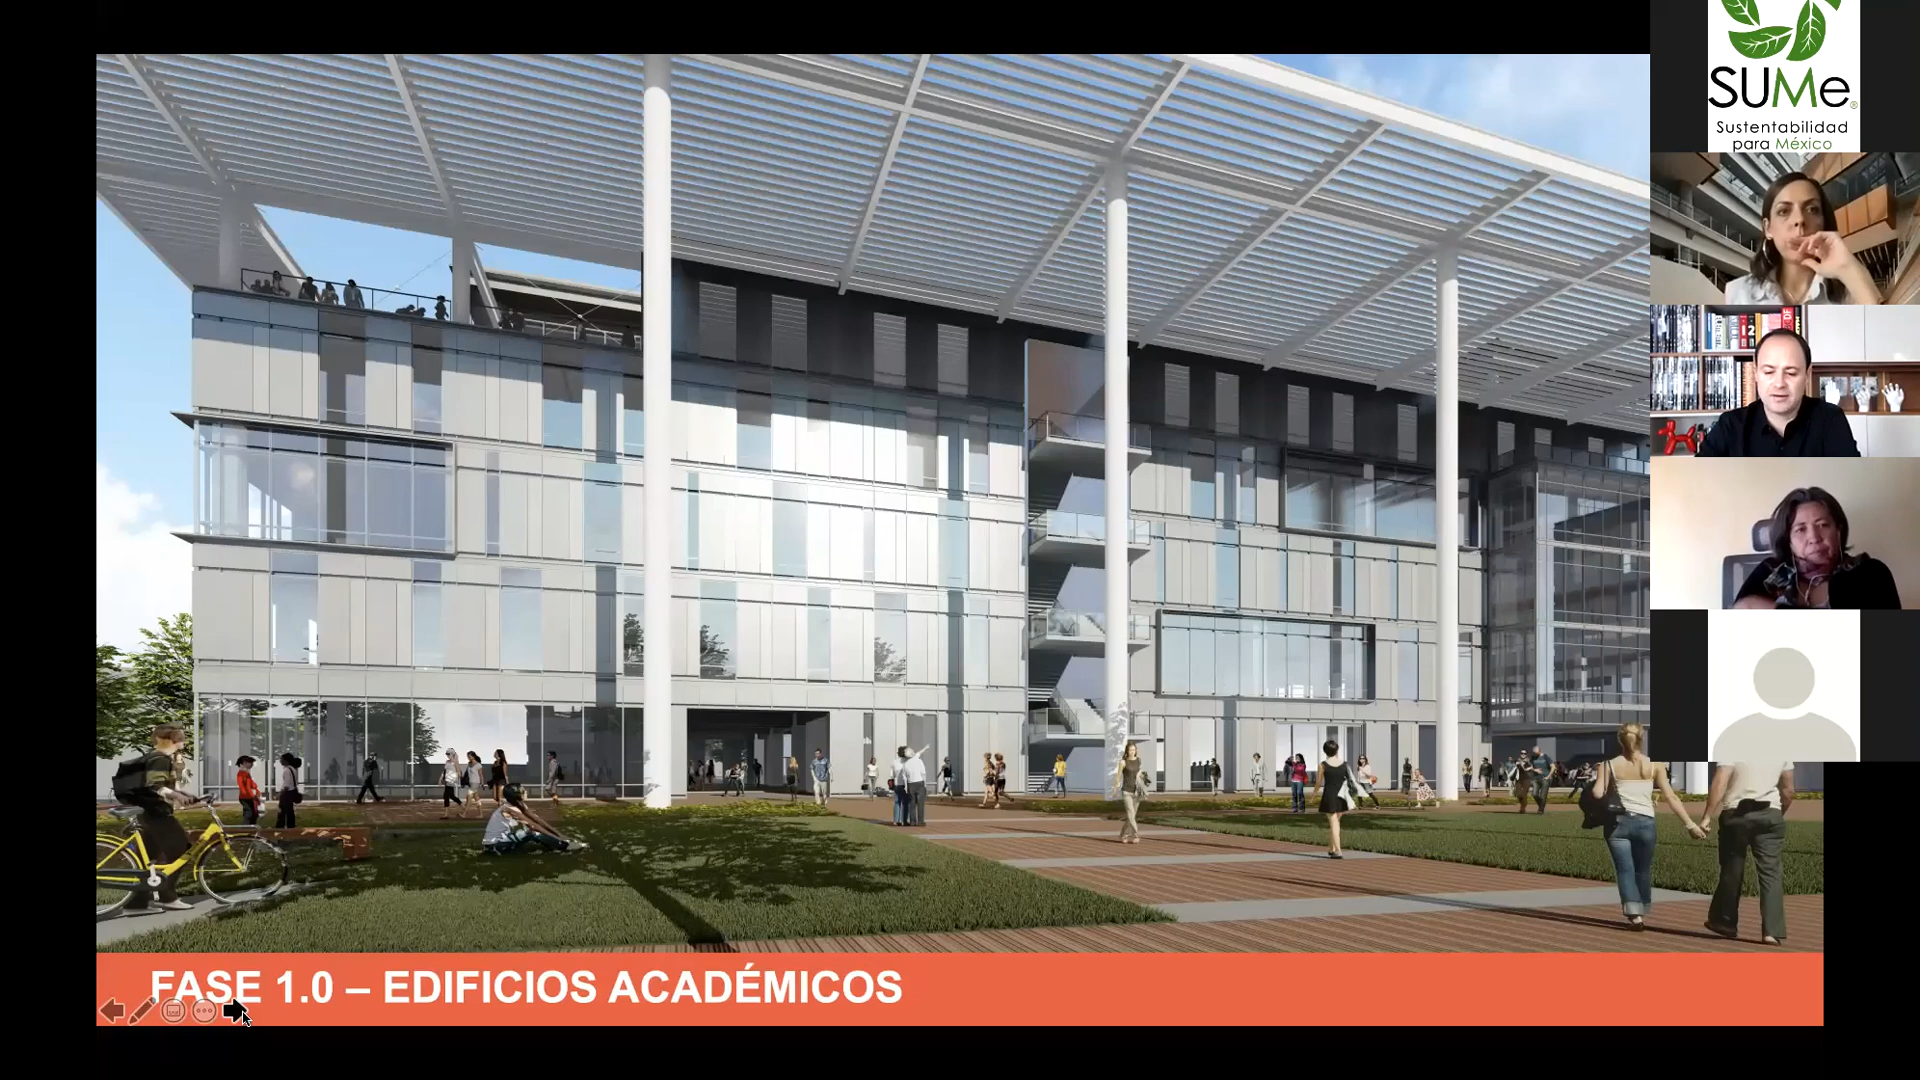 SUMe®
Sustentabilidad
para México
FASE 1.0 – EDIFICIOS ACADÉMICOS